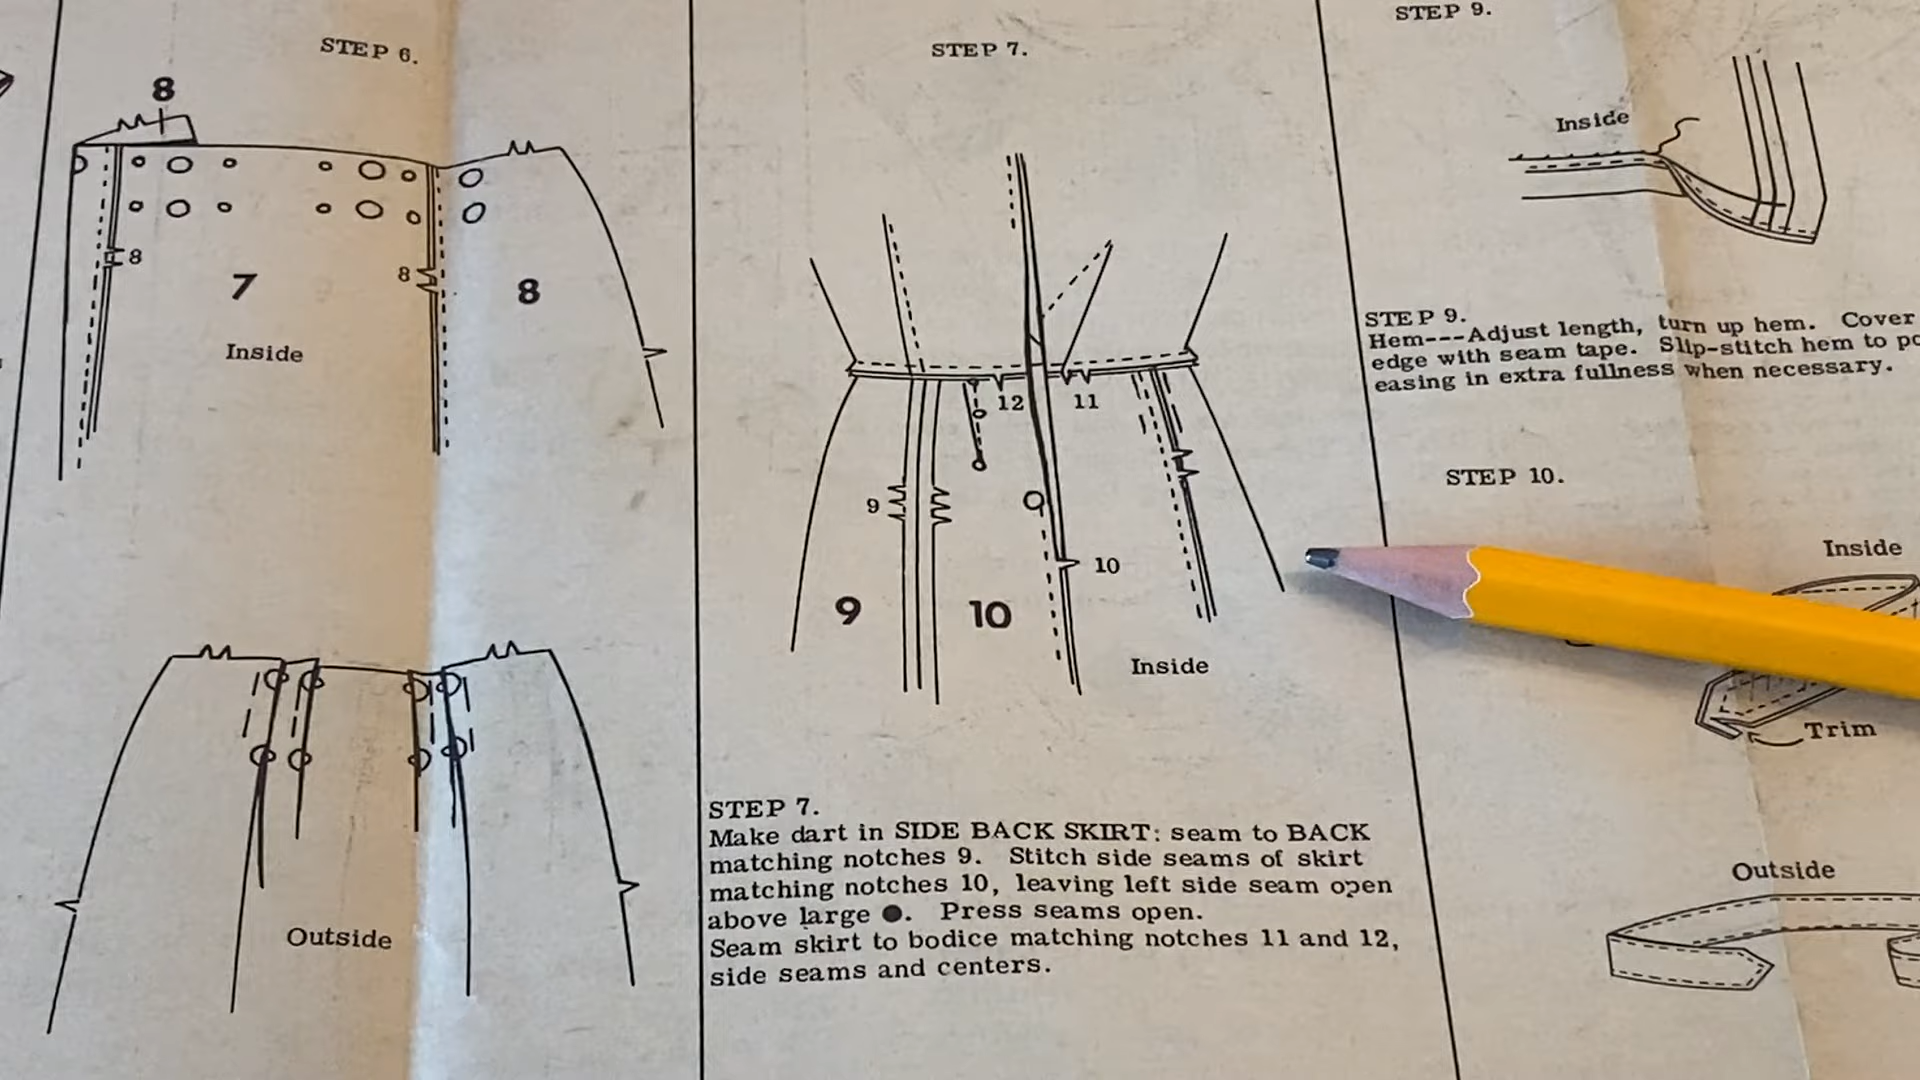 STEP 6.
8
8
8
7
8
Inside
Outside
STEP 7.
12
11
9
10
9
10
Inside
STEP 7.
Make dart in SIDE BACK SKIRT: seam to BACK
matching notches 9. Stitch side seams of skirt
matching notches 10, leaving left side seam open
above large ●. Press seams open.
Seam skirt to bodice matching notches 11 and 12,
side seams and centers.
STEP 9.
Inside
STEP 9.
Hem---Adjust length, turn up hem. Cover
edge with seam tape. Slip-stitch hem to
easing in extra fullness when necessary.
STEP 10.
Inside
Trim
Outside